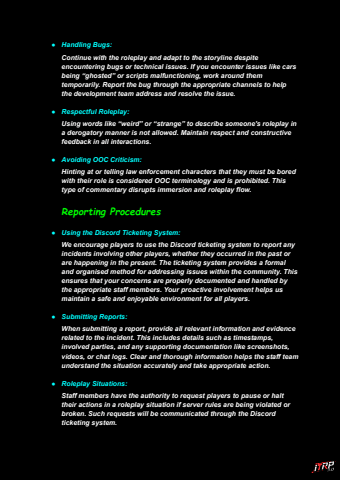 ● Handling Bugs:
Continue with the roleplay and adapt to the storyline despite
encountering bugs or technical issues. If you encounter issues like cars
being “ghosted” or scripts malfunctioning, work around them
temporarily. Report the bug through the appropriate channels to help
the development team address and resolve the issue.
● Respectful Roleplay:
Using words like “weird” or “strange” to describe someone's roleplay in
a derogatory manner is not allowed. Maintain respect and constructive
feedback in all interactions.
● Avoiding OOC Criticism:
Hinting at or telling law enforcement characters that they must be bored
with their role is considered OOC terminology and is prohibited. This
type of commentary disrupts immersion and roleplay flow.
Reporting Procedures
● Using the Discord Ticketing System:
We encourage players to use the Discord ticketing system to report any
incidents involving other players, whether they occurred in the past or
are happening in the present. The ticketing system provides a formal
and organised method for addressing issues within the community. This
ensures that your concerns are properly documented and handled by
the appropriate staff members. Your proactive involvement helps us
maintain a safe and enjoyable environment for all players.
● Submitting Reports:
When submitting a report, provide all relevant information and evidence
related to the incident. This includes details such as timestamps,
involved parties, and any supporting documentation like screenshots,
videos, or chat logs. Clear and thorough information helps the staff team
understand the situation accurately and take appropriate action.
● Roleplay Situations:
Staff members have the authority to request players to pause or halt
their actions in a roleplay situation if server rules are being violated or
broken. Such requests will be communicated through the Discord
ticketing system.